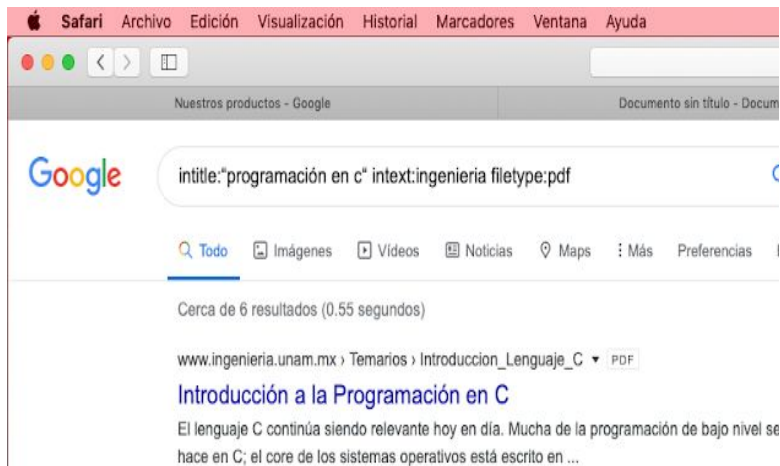 Safari Archivo Edición Visualización Historial Marcadores Ventana Ayuda
Nuestros productos - Google
Documento sin título - Docum
Google
intitle:“programación en c“ intext:ingenieria filetype:pdf
Todo Imágenes Vídeos Noticias Maps Más Preferencias
Cerca de 6 resultados (0.55 segundos)
www.ingenieria.unam.mx › Temarios › Introduccion_Lenguaje_C ▾ PDF
Introducción a la Programación en C
El lenguaje C continúa siendo relevante hoy en día. Mucha de la programación de bajo nivel se
hace en C; el core de los sistemas operativos está escrito en ...